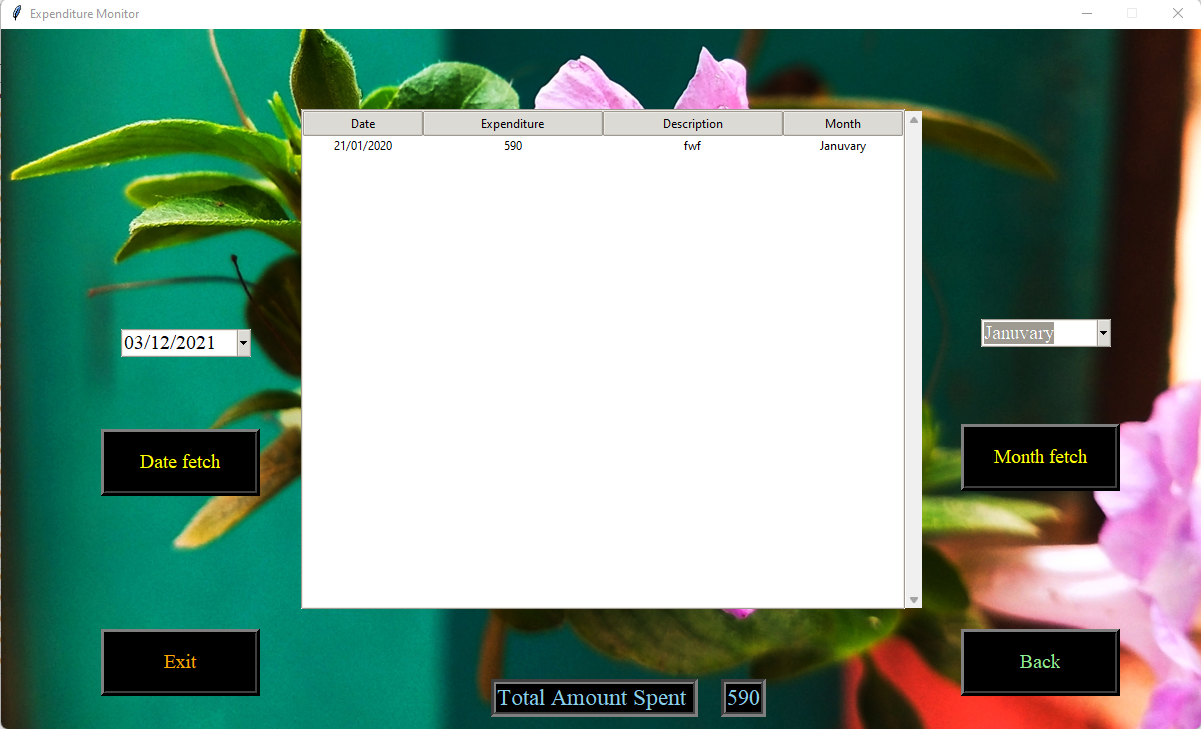 Expenditure Monitor
Date Expenditure Description Month
21/01/2020 590 fwf Januvary
03/12/2021
Januvary
Date fetch
Month fetch
Exit
Back
Total Amount Spent 590